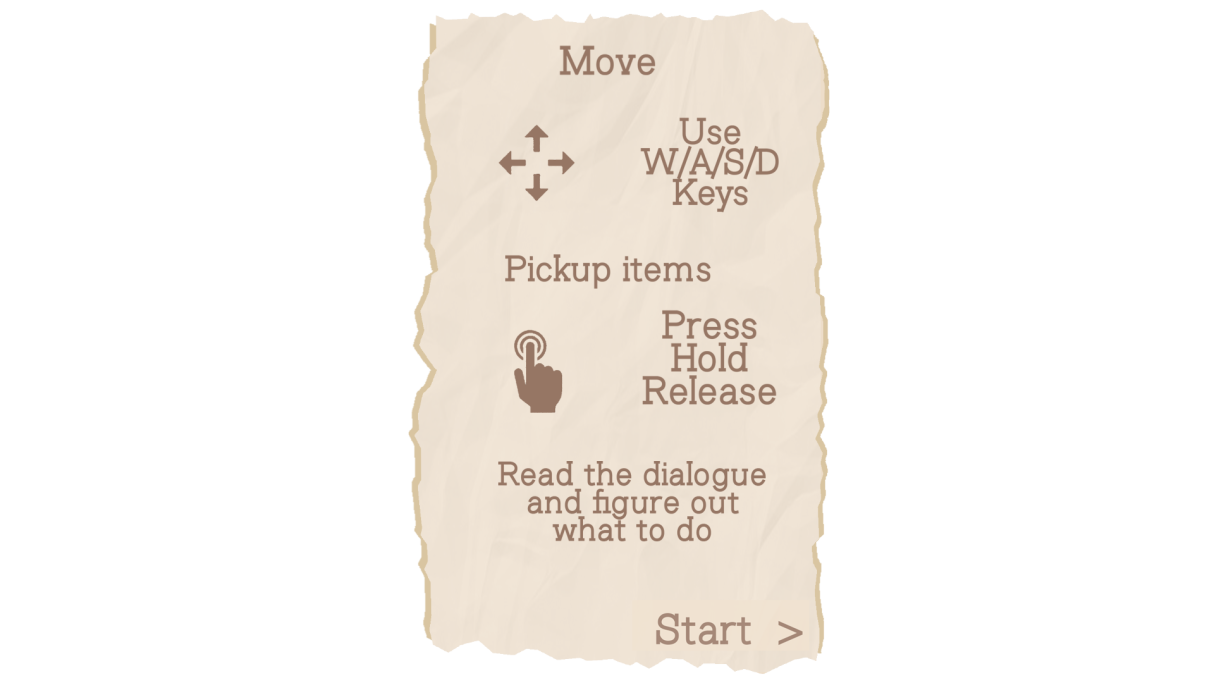 Move
Use
W/A/S/D
Keys
Pickup items
Press
Hold
Release
Read the dialogue
and figure out
what to do
Start >